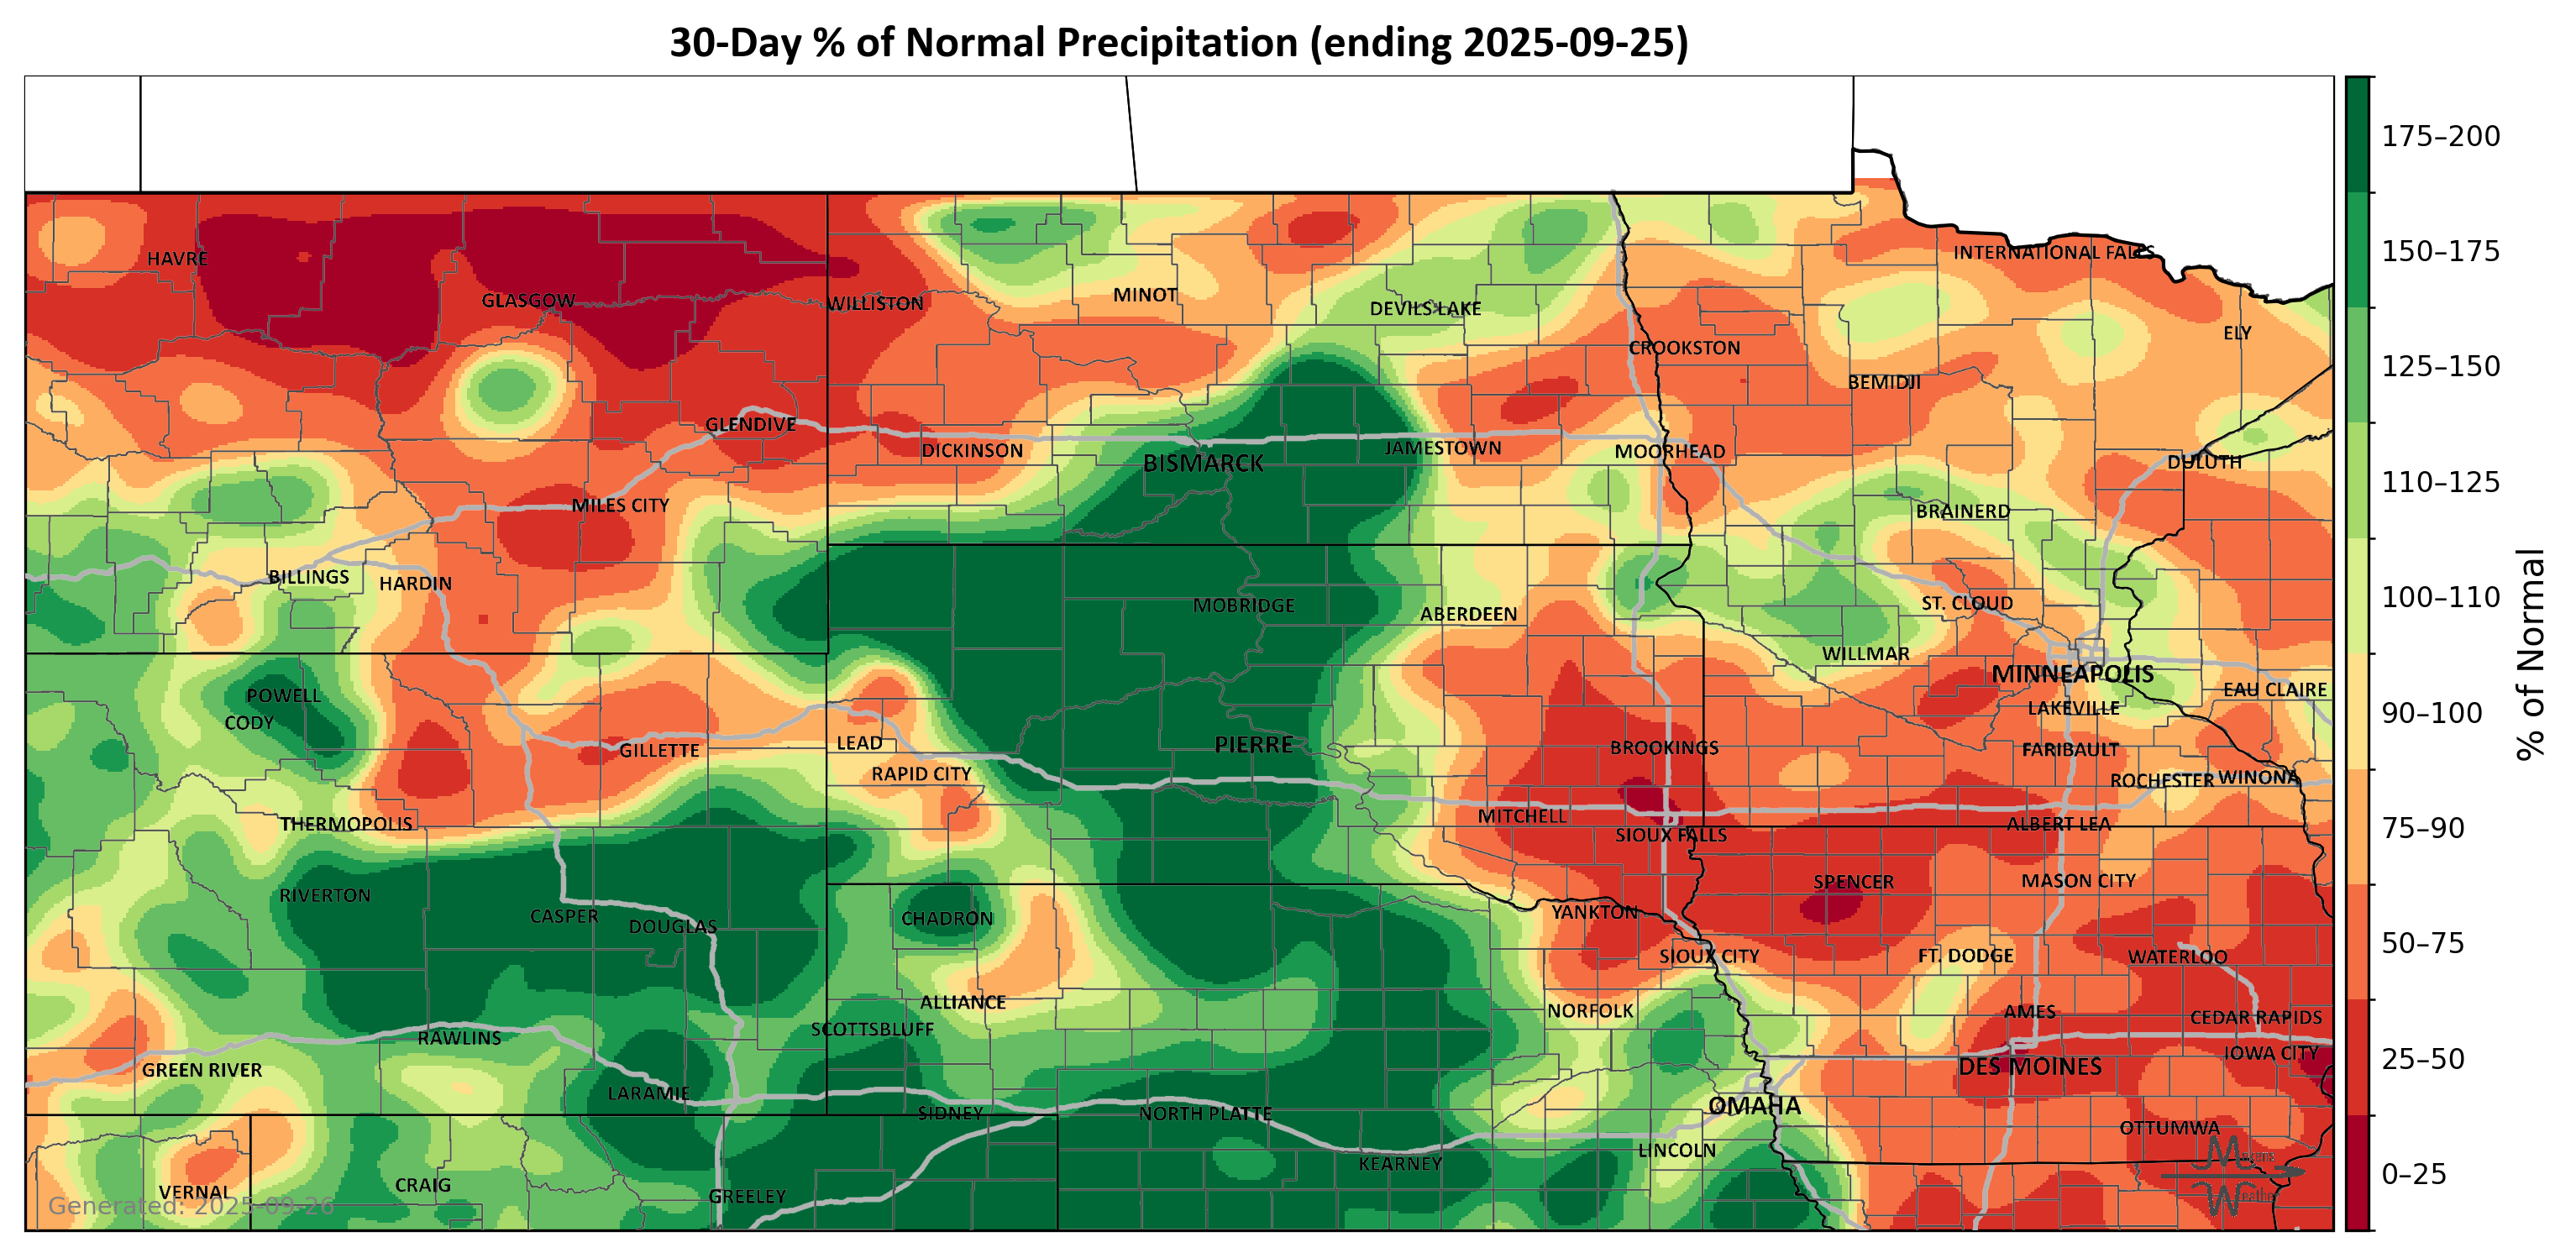 30-Day % of Normal Precipitation (ending 2025-09-25)
175–200
150–175
125–150
110–125
100–110
90–100
75–90
50–75
25–50
0–25
% of Normal
HAVRE
INTERNATIONAL FALLS
GLASGOW
WILLISTON
MINOT
DEVILS LAKE
ELY
CROOKSTON
BEMIDJI
GLENDIVE
DICKINSON
BISMARCK
JAMESTOWN
MOORHEAD
DULUTH
MILES CITY
BRAINERD
BILLINGS
HARDIN
MOBRIDGE
ABERDEEN
ST. CLOUD
WILLMAR
MINNEAPOLIS
POWELL
EAU CLAIRE
CODY
LAKEVILLE
GILLETTE
LEAD
PIERRE
BROOKINGS
FARIBAULT
RAPID CITY
ROCHESTER
WINONA
THERMOPOLIS
MITCHELL
ALBERT LEA
SIOUX FALLS
RIVERTON
SPENCER
MASON CITY
CASPER
DOUGLAS
CHADRON
YANKTON
SIOUX CITY
FT. DODGE
WATERLOO
ALLIANCE
NORFOLK
AMES
CEDAR RAPIDS
RAWLINS
SCOTTSBLUFF
IOWA CITY
GREEN RIVER
DES MOINES
LARAMIE
SIDNEY
NORTH PLATTE
OMAHA
OTTUMWA
LINCOLN
KEARNEY
VERNAL
CRAIG
GREELEY
Generated: 2025-09-26